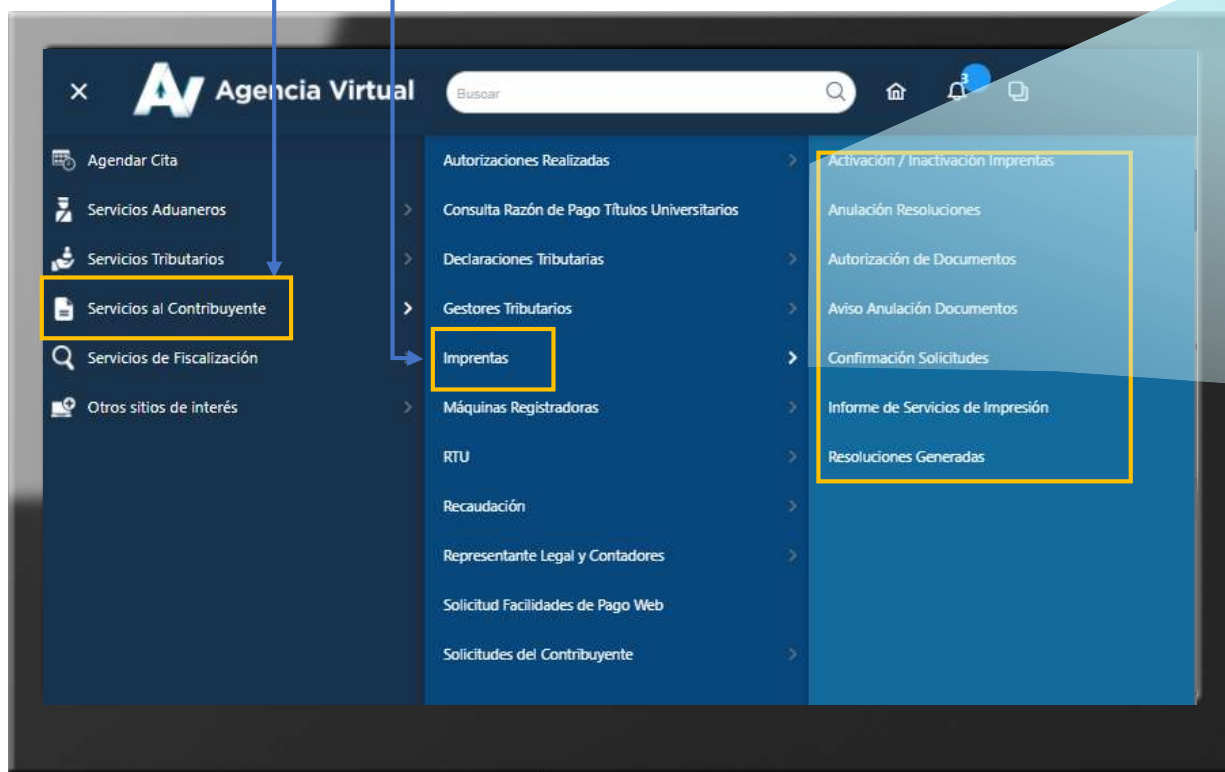 Agencia Virtual
Buscar
3
Agendar Cita
Servicios Aduaneros
Servicios Tributarios
Servicios al Contribuyente
Servicios de Fiscalización
Otros sitios de interés
Autorizaciones Realizadas
Consulta Razón de Pago Títulos Universitarios
Declaraciones Tributarias
Gestores Tributarios
Imprentas
Máquinas Registradoras
RTU
Recaudación
Representante Legal y Contadores
Solicitud Facilidades de Pago Web
Solicitudes del Contribuyente
Activación / Inactivación Imprentas
Anulación Resoluciones
Autorización de Documentos
Aviso Anulación Documentos
Confirmación Solicitudes
Informe de Servicios de Impresión
Resoluciones Generadas